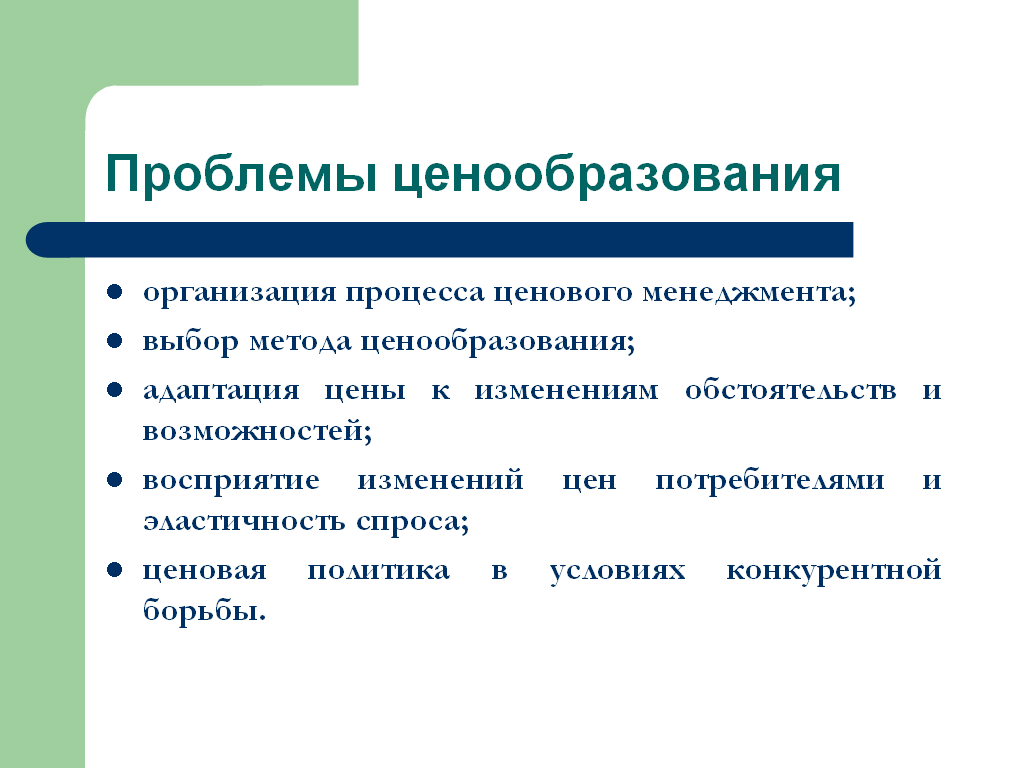 Проблемы ценообразования
организация процесса ценового менеджмента;
выбор метода ценообразования;
адаптация цены к изменениям обстоятельств и
возможностей;
восприятие изменений цен потребителями и
эластичность спроса;
ценовая политика в условиях конкурентной
борьбы.